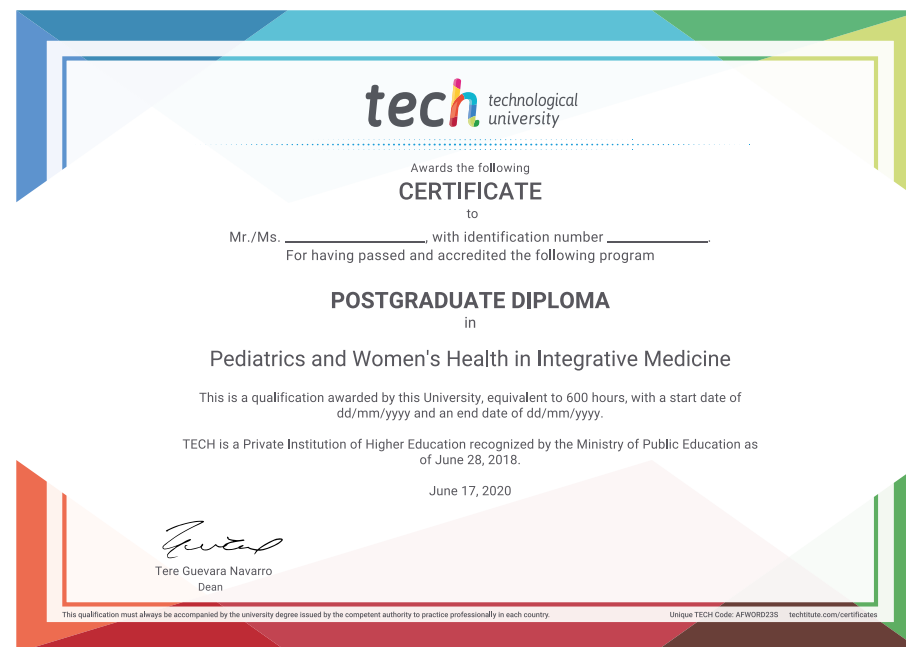 tech technological
university
Awards the following
CERTIFICATE
to
Mr./Ms. ____________________, with identification number ______________.
For having passed and accredited the following program
POSTGRADUATE DIPLOMA
in
Pediatrics and Women's Health in Integrative Medicine
This is a qualification awarded by this University, equivalent to 600 hours, with a start date of
dd/mm/yyyy and an end date of dd/mm/yyyy.
TECH is a Private Institution of Higher Education recognized by the Ministry of Public Education as
of June 28, 2018.
June 17, 2020
Tere Guevara Navarro
Dean
This qualification must always be accompanied by the university degree issued by the competent authority to practice professionally in each country.
Unique TECH Code: AFWORD23S techtitute.com/certificates